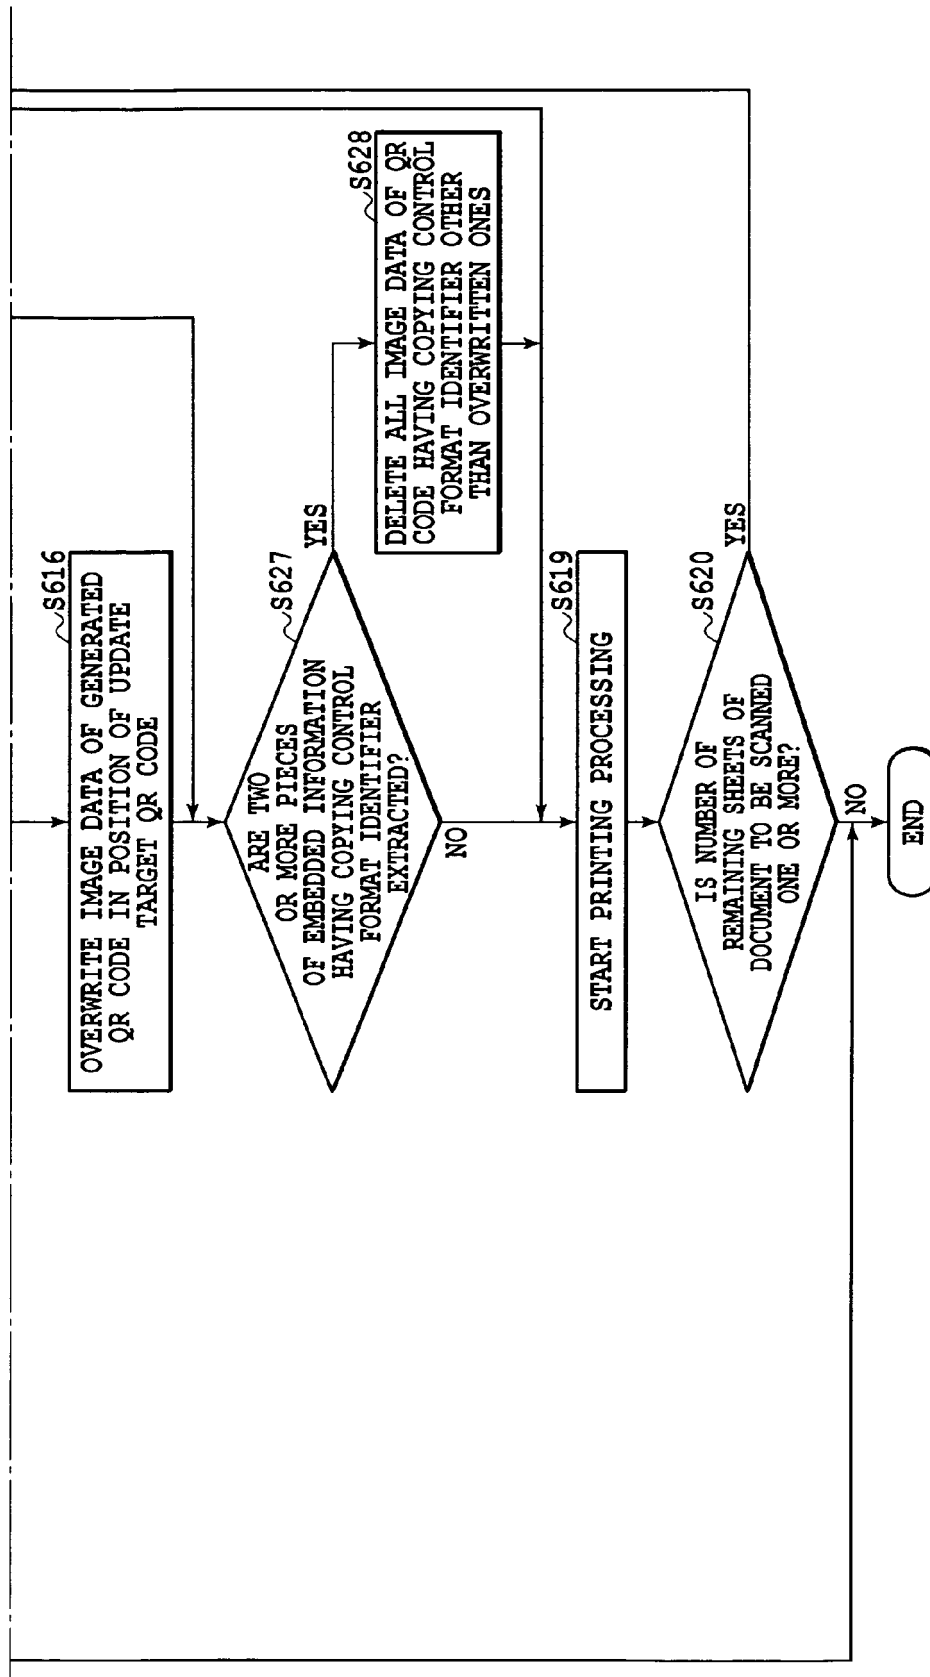 S616
OVERWRITE IMAGE DATA OF GENERATED
QR CODE IN POSITION OF UPDATE
TARGET QR CODE
S627
ARE TWO
OR MORE PIECES
OF EMBEDDED INFORMATION
HAVING COPYING CONTROL
FORMAT IDENTIFIER
EXTRACTED?
YES
NO
S628
DELETE ALL IMAGE DATA OF QR
CODE HAVING COPYING CONTROL
FORMAT IDENTIFIER OTHER
THAN OVERWRITTEN ONES
S619
START PRINTING PROCESSING
S620
IS NUMBER OF
REMAINING SHEETS OF
DOCUMENT TO BE SCANNED
ONE OR MORE?
YES
NO
END